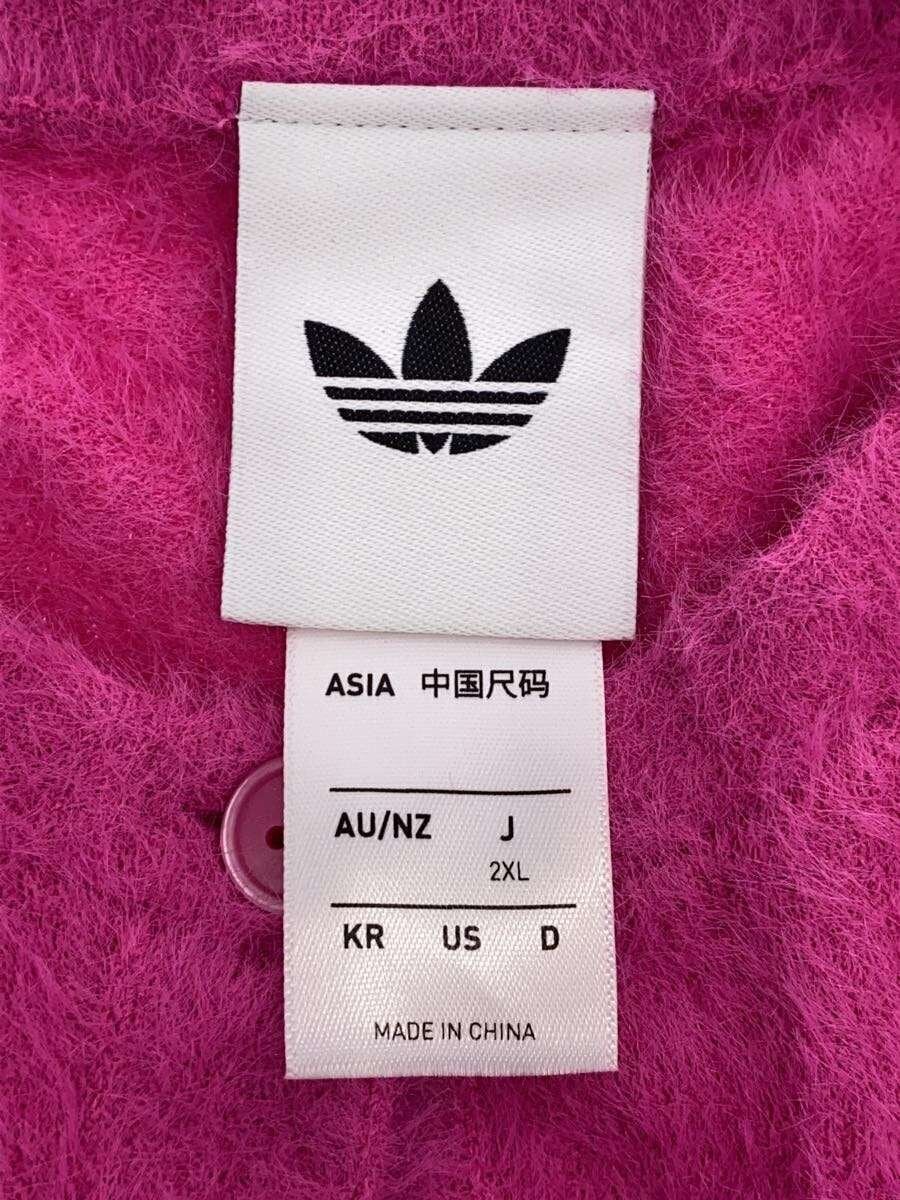 ASIA 中国尺码
AU/NZ J
2XL
KR US D
MADE IN CHINA